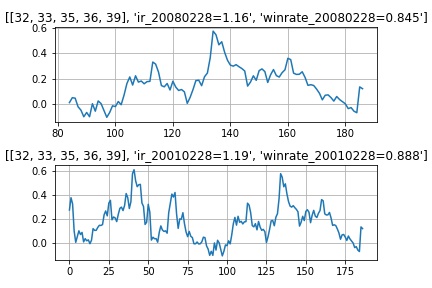 [[32, 33, 35, 36, 39], 'ir_20080228=1.16', 'winrate_20080228=0.845']
0.6
0.4
0.2
0.0
80 100 120 140 160 180
[[32, 33, 35, 36, 39], 'ir_20010228=1.19', 'winrate_20010228=0.888']
0.6
0.4
0.2
0.0
0 25 50 75 100 125 150 175